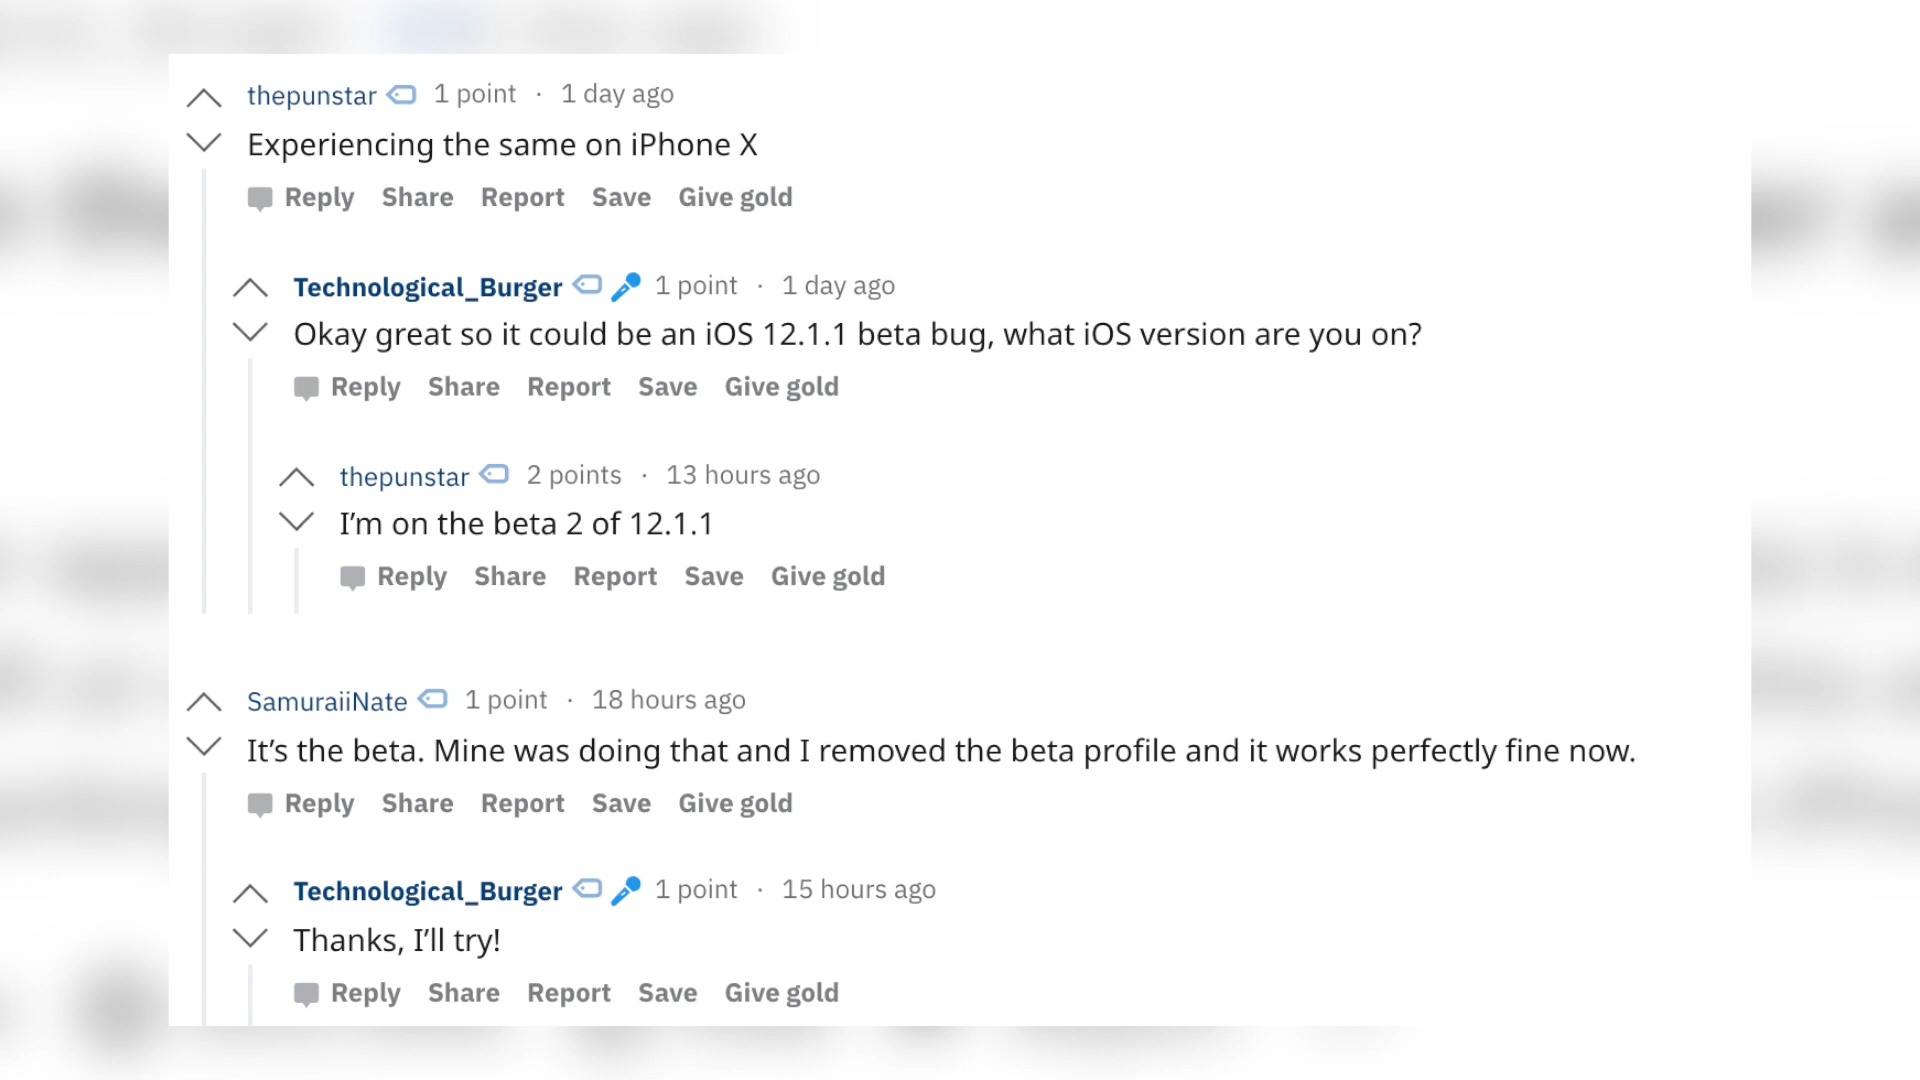 thepunstar 1 point · 1 day ago
Experiencing the same on iPhone X
Reply Share Report Save Give gold
Technological_Burger 1 point · 1 day ago
Okay great so it could be an iOS 12.1.1 beta bug, what iOS version are you on?
Reply Share Report Save Give gold
thepunstar 2 points · 13 hours ago
I’m on the beta 2 of 12.1.1
Reply Share Report Save Give gold
SamuraiiNate 1 point · 18 hours ago
It’s the beta. Mine was doing that and I removed the beta profile and it works perfectly fine now.
Reply Share Report Save Give gold
Technological_Burger 1 point · 15 hours ago
Thanks, I’ll try!
Reply Share Report Save Give gold